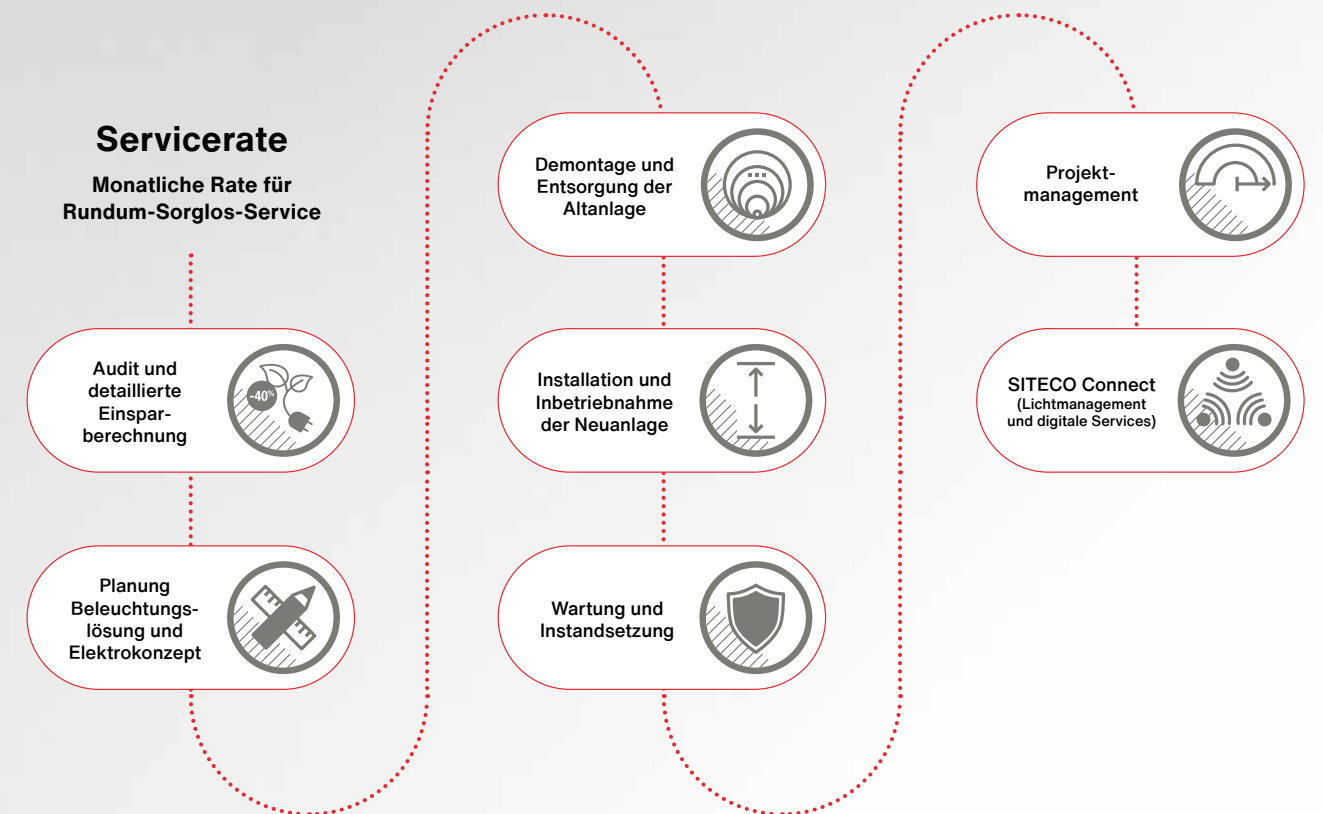 Servicerate
Monatliche Rate für
Rundum-Sorglos-Service
Audit und
detaillierte
Einspar-
berechnung
-40%
Planung
Beleuchtungs-
lösung und
Elektrokonzept
Demontage und
Entsorgung der
Altanlage
Installation und
Inbetriebnahme
der Neuanlage
Wartung und
Instandsetzung
Projekt-
management
SITECO Connect
(Lichtmanagement
und digitale Services)